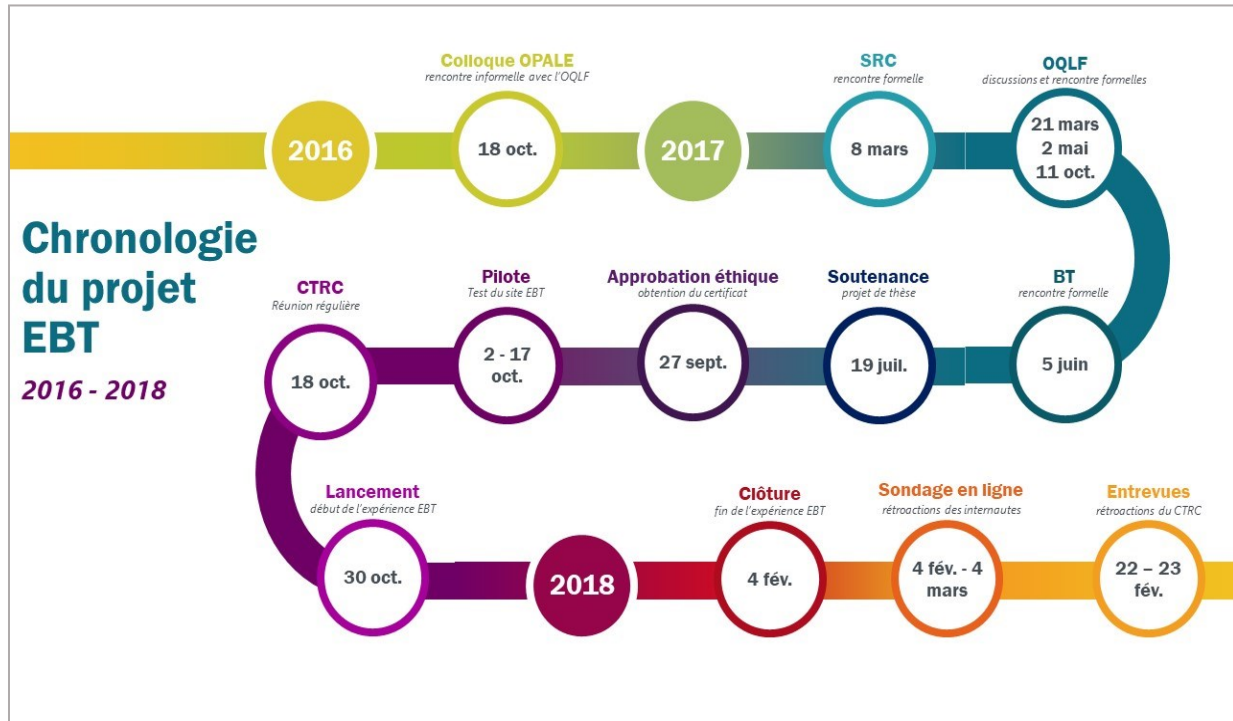 Colloque OPALE
rencontre informelle avec l'OQLF
SRC
rencontre formelle
OQLF
discussions et rencontre formelles
2016
18 oct.
2017
8 mars
21 mars
2 mai
11 oct.
Chronologie
du projet
EBT
2016 - 2018
CTRC
Réunion régulière
Pilote
Test du site EBT
Approbation éthique
obtention du certificat
Soutenance
projet de thèse
BT
rencontre formelle
18 oct.
2 - 17
oct.
27 sept.
19 juil.
5 juin
Lancement
début de l'expérience EBT
Clôture
fin de l'expérience EBT
Sondage en ligne
rétroactions des internautes
Entrevues
rétroactions du CTRC
30 oct.
2018
4 fév.
4 fév. - 4
mars
22 – 23
fév.